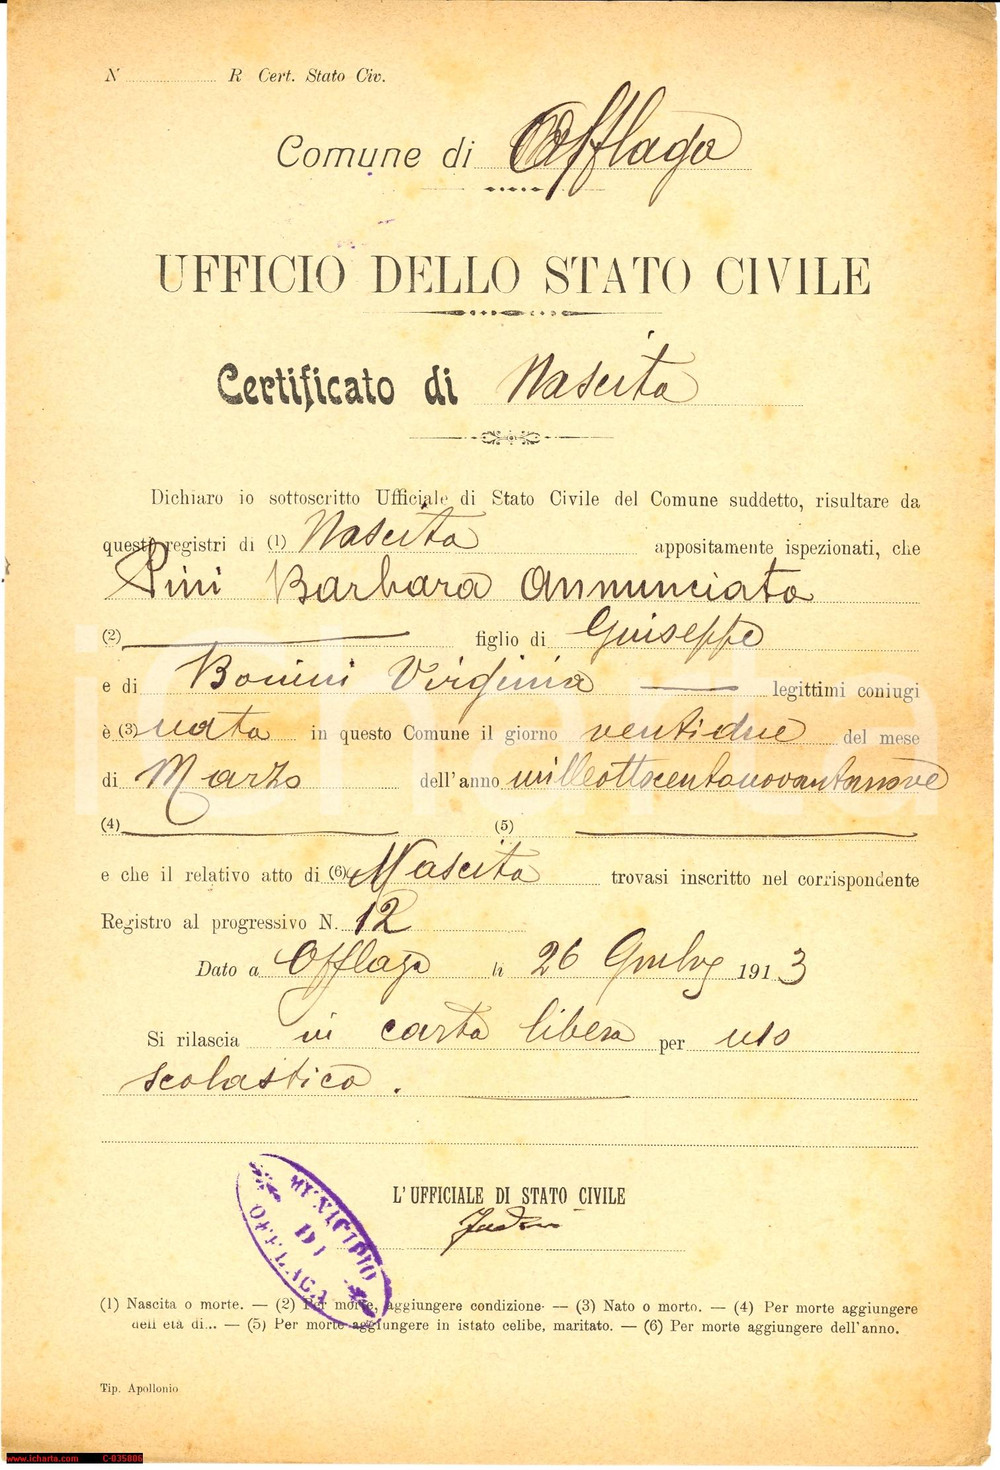 N ............ R Cert. Stato Civ.
Comune di Offlaga
UFFICIO DELLO STATO CIVILE
Certificato di Nascita
Dichiaro io sottoscritto Ufficiale di Stato Civile del Comune suddetto, risultare da
questi registri di (1) Nascita appositamente ispezionati, che
Pini Barbara Annunciata
(2) figlio di Giuseppe
e di Bonini Virginia legittimi coniugi
è (3) nata in questo Comune il giorno ventidue del mese
di Marzo dell'anno milleottocentonovantanove
(4) (5)
e che il relativo atto di (6) Nascita trovasi inscritto nel corrispondente
Registro al progressivo N. 12
Dato a Offlaga li 26 1913
Si rilascia in carta libera per uso
scolastico.
L'UFFICIALE DI STATO CIVILE
MUNICIPIO
DI
OFFLAGA
(1) Nascita o morte. — (2) Per morte, aggiungere condizione. — (3) Nato o morto. — (4) Per morte aggiungere
dell'età di... — (5) Per morte aggiungere in istato celibe, maritato. — (6) Per morte aggiungere dell'anno.
Tip. Apollonio
icharta
www.icharta.com C-035806